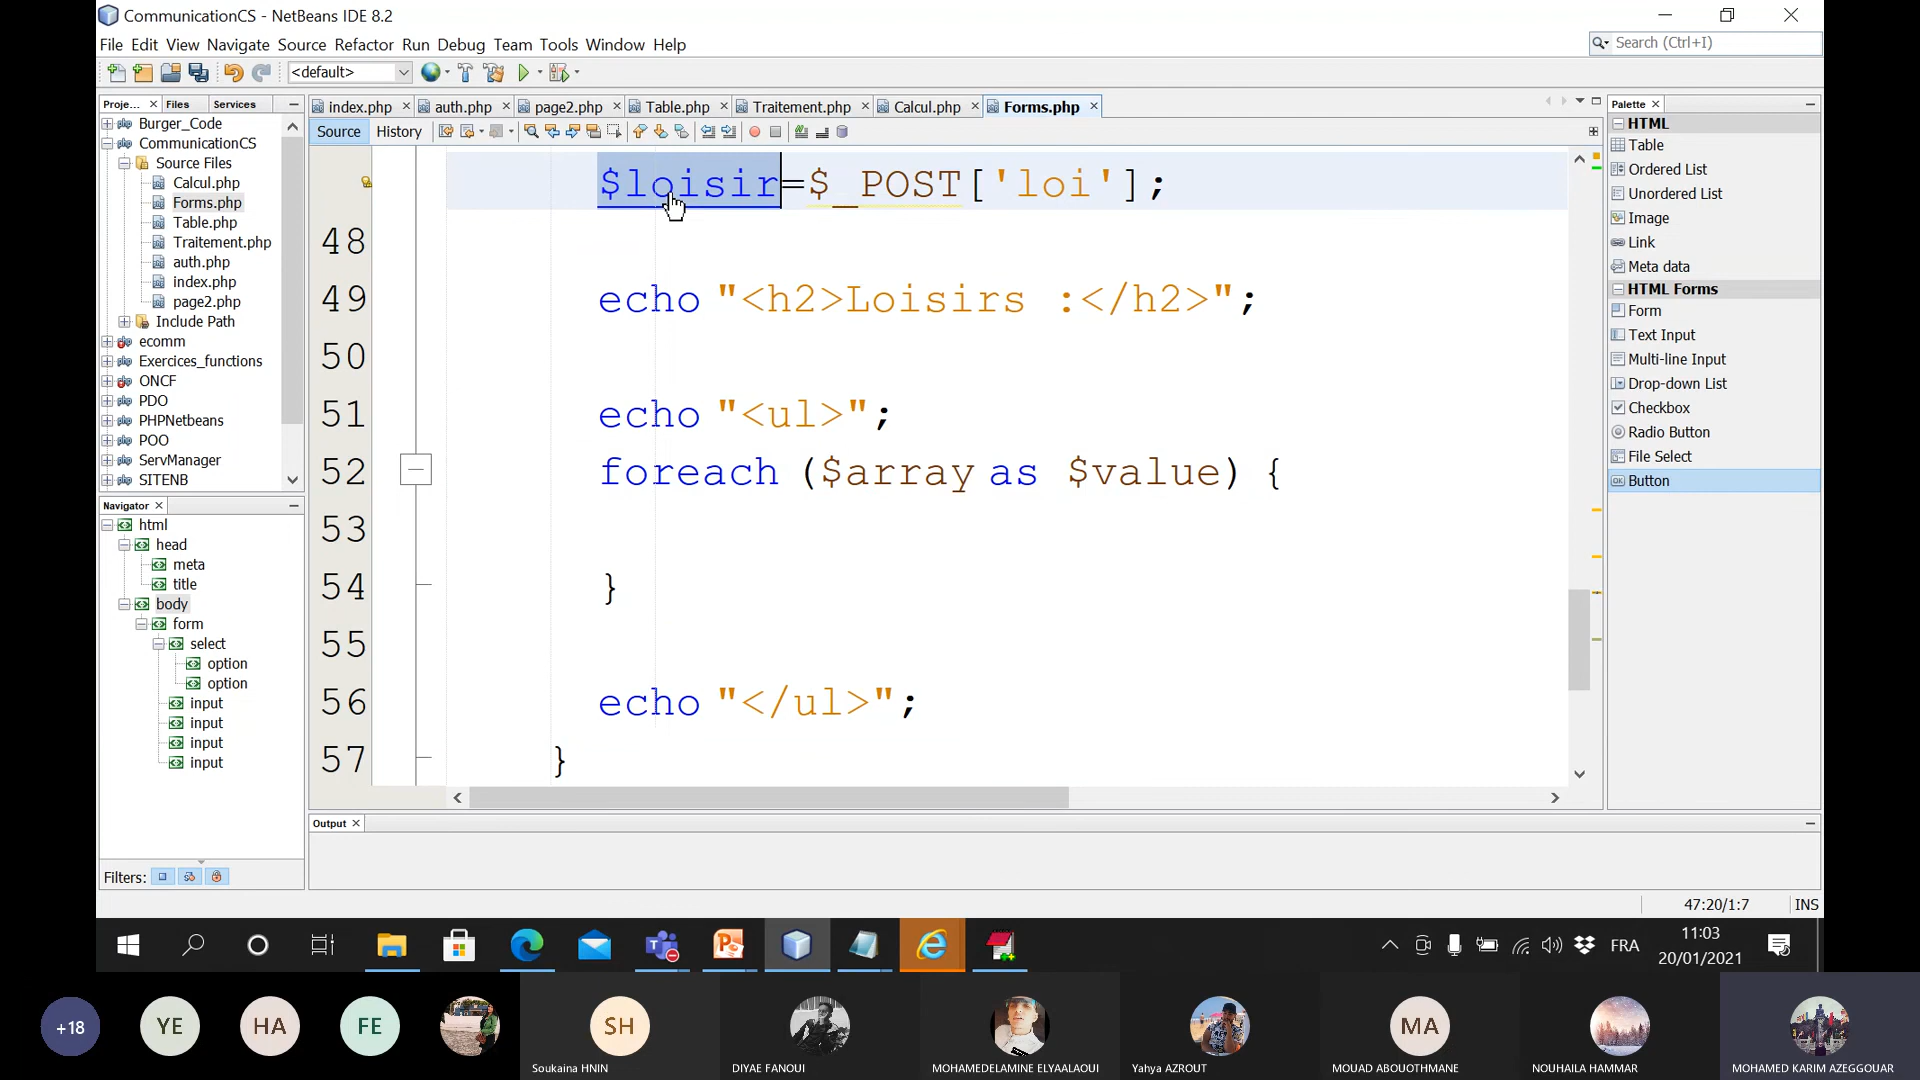 CommunicationCS - NetBeans IDE 8.2
File Edit View Navigate Source Refactor Run Debug Team Tools Window Help
Search (Ctrl+I)
<default>
Proje... Files Services
index.php auth.php page2.php Table.php Traitement.php Calcul.php Forms.php
Palette
Source History
Burger_Code
CommunicationCS
Source Files
Calcul.php
Forms.php
Table.php
Traitement.php
auth.php
index.php
page2.php
Include Path
ecomm
Exercices_functions
ONCF
PDO
PHPNetbeans
POO
ServManager
SITENB
Navigator
html
head
meta
title
body
form
select
option
option
input
input
input
input
Filters:
$loisir=$_POST['loi'];
48
49 echo "<h2>Loisirs :</h2>";
50
51 echo "<ul>";
52 foreach ($array as $value) {
53
54 }
55
56 echo "</ul>";
57 }
HTML
Table
Ordered List
Unordered List
Image
Link
Meta data
HTML Forms
Form
Text Input
Multi-line Input
Drop-down List
Checkbox
Radio Button
File Select
Button
Output
47:20/1:7 INS
FRA
11:03
20/01/2021
+18 YE HA FE SH MA
Soukaina HNIN
DIYAE FANOUI
MOHAMEDELAMINE ELYAALAOUI
Yahya AZROUT
MOUAD ABOUOTHMANE
NOUHAILA HAMMAR
MOHAMED KARIM AZEGGOUAR